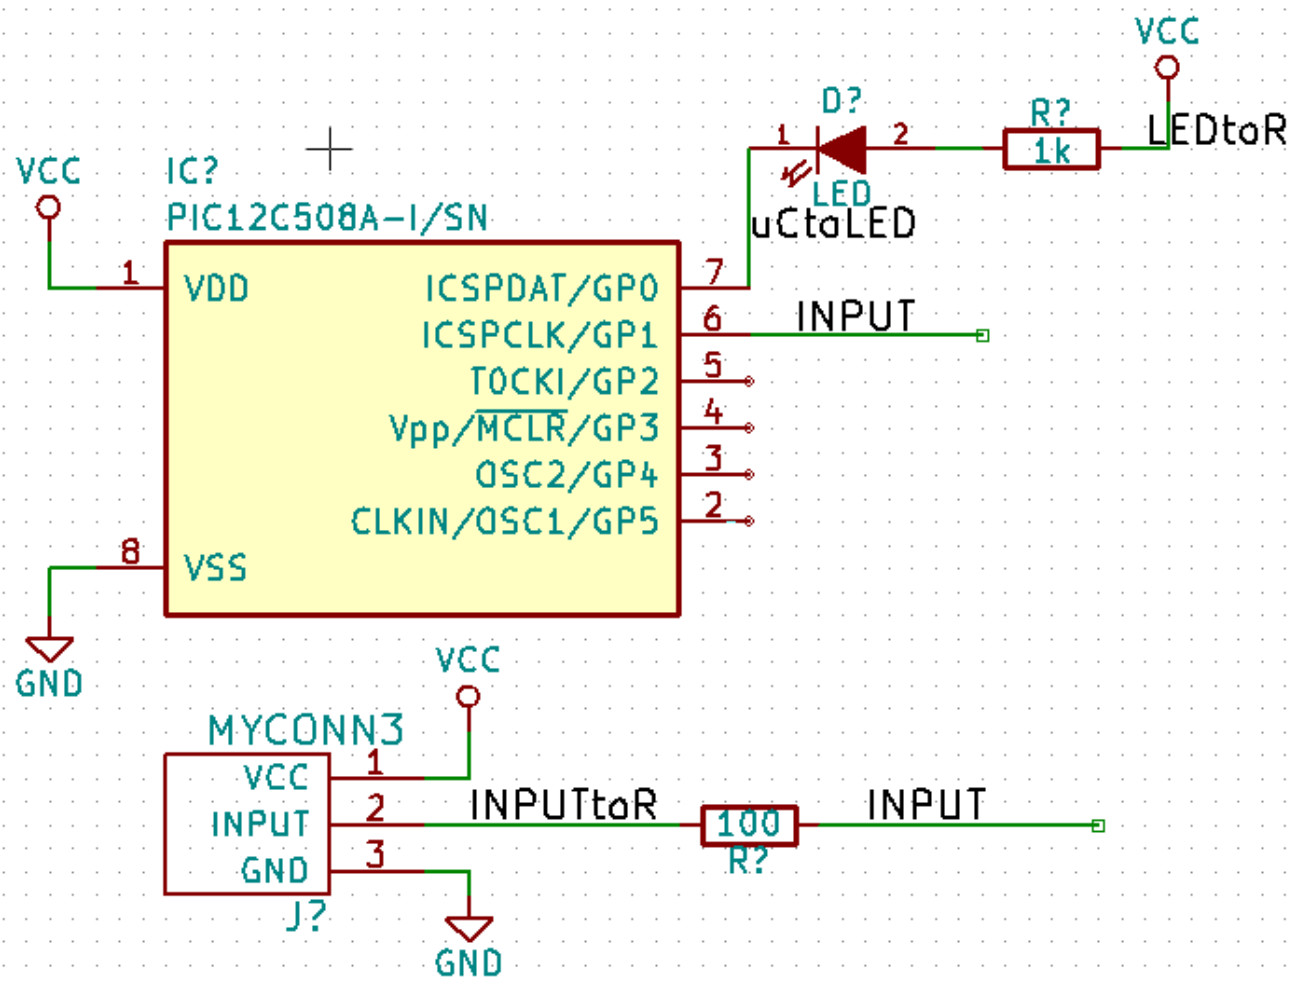 VCC
D?
R?
LEDtoR
1
2
1k
VCC
IC?
LED
PIC12C508A-I/SN
uCtoLED
1
VDD
ICSPDAT/GP0
7
ICSPCLK/GP1
6
INPUT
T0CKI/GP2
5
Vpp/MCLR/GP3
4
OSC2/GP4
3
CLKIN/OSC1/GP5
2
8
VSS
GND
VCC
MYCONN3
VCC
1
INPUT
2
INPUTtoR
100
INPUT
R?
GND
3
J?
GND